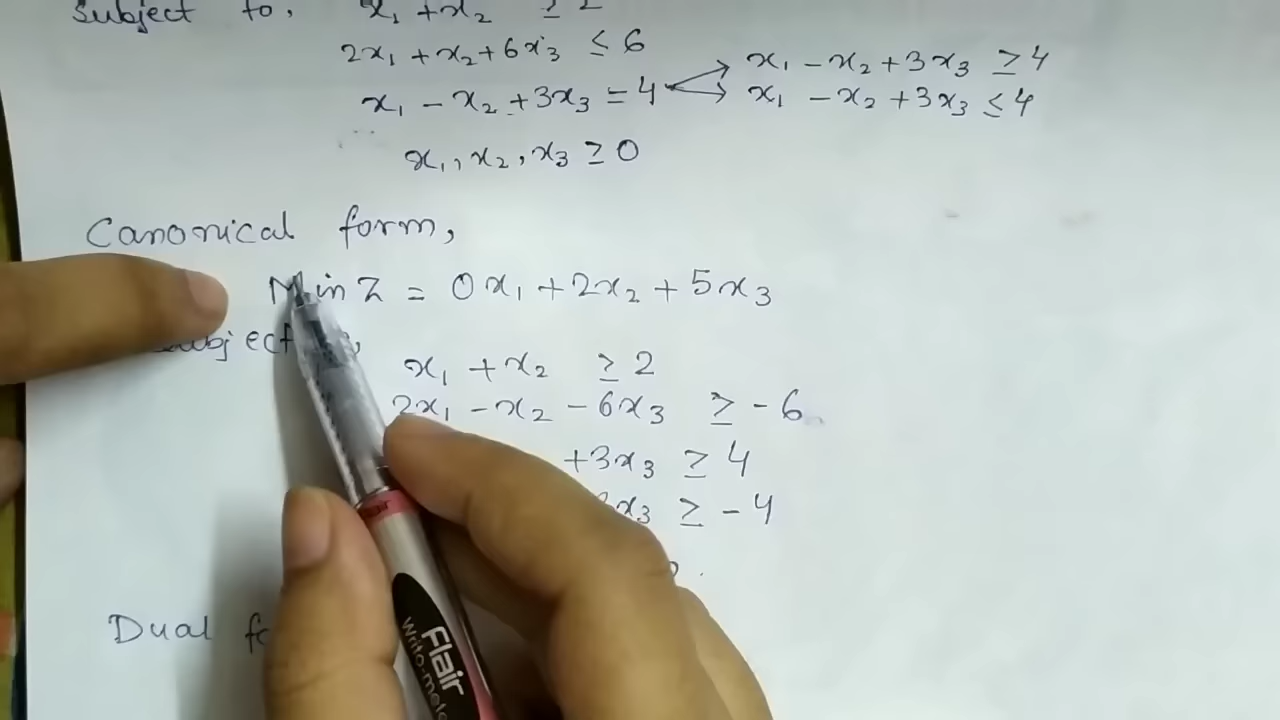 Subject to, x₁ + x₂ ≥ 2
2x₁ + x₂ + 6x₃ ≤ 6
x₁ - x₂ + 3x₃ = 4
x₁ - x₂ + 3x₃ ≥ 4
x₁ - x₂ + 3x₃ ≤ 4
x₁, x₂, x₃ ≥ 0
Canonical form,
Min Z = 0x₁ + 2x₂ + 5x₃
x₁ + x₂ ≥ 2
2x₁ - x₂ - 6x₃ ≥ -6
+3x₃ ≥ 4
x₃ ≥ -4
Dual
Flair